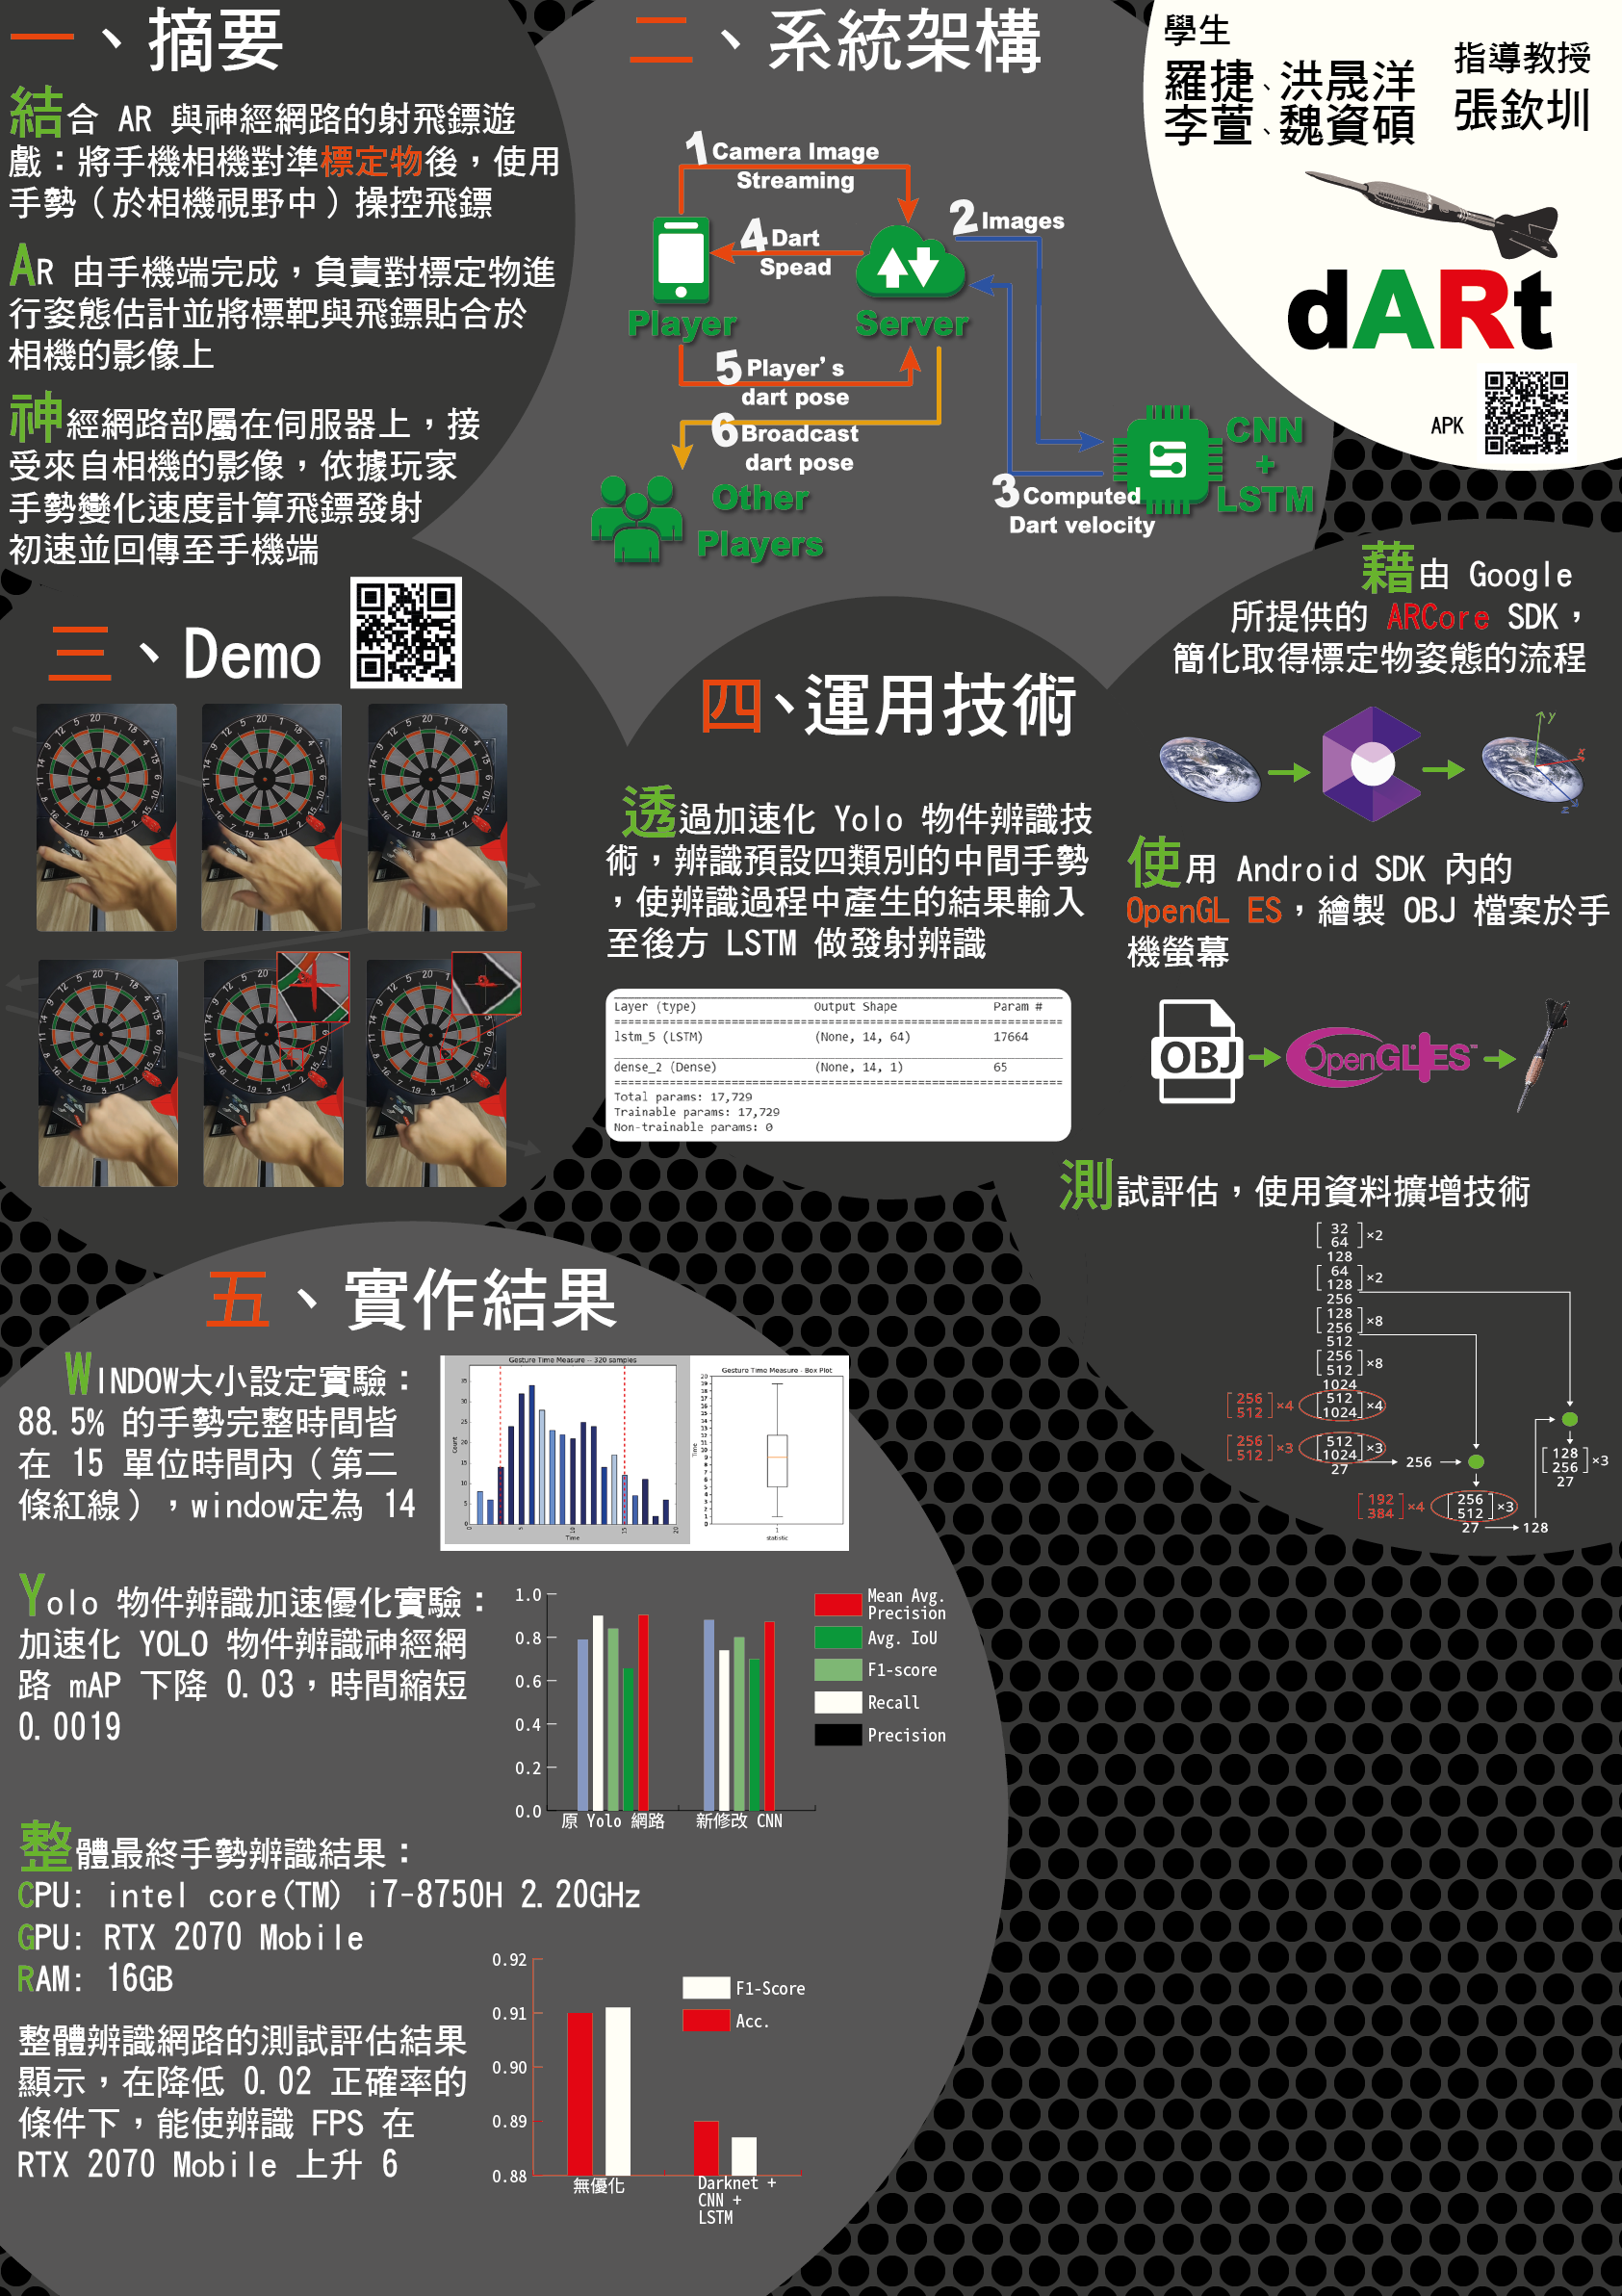 一、摘要
結合 AR 與神經網路的射飛鏢遊
戲：將手機相機對準標定物後，使用
手勢（於相機視野中）操控飛鏢
AR 由手機端完成，負責對標定物進
行姿態估計並將標靶與飛鏢貼合於
相機的影像上
神經網路部屬在伺服器上，接
受來自相機的影像，依據玩家
手勢變化速度計算飛鏢發射
初速並回傳至手機端
二、系統架構
1 Camera Image
Streaming
4 Dart
Spead
2 Images
Player
Server
5 Player's
dart pose
6 Broadcast
dart pose
CNN
+
LSTM
3 Computed
Dart velocity
Other
Players
學生
羅捷、洪晟洋
李萱、魏資碩
指導教授
張欽圳
dARt
APK
三、Demo
四、運用技術
透過加速化 Yolo 物件辨識技
術，辨識預設四類別的中間手勢
，使辨識過程中產生的結果輸入
至後方 LSTM 做發射辨識
Layer (type) Output Shape Param #
lstm_5 (LSTM) (None, 14, 64) 17664
dense_2 (Dense) (None, 14, 1) 65
Total params: 17,729
Trainable params: 17,729
Non-trainable params: 0
藉由 Google
所提供的 ARCore SDK，
簡化取得標定物姿態的流程
y
x
z
使用 Android SDK 內的
OpenGL ES，繪製 OBJ 檔案於手
機螢幕
OBJ
OpenGL|ES™
測試評估，使用資料擴增技術
32
64 ×2
128
64
128 ×2
256
128
256 ×8
512
256
512 ×8
1024
256
512 ×4
512
1024 ×4
256
512 ×3
512
1024 ×3
27
256
128
256 ×3
27
192
384 ×4
256
512 ×3
27
128
五、實作結果
WINDOW大小設定實驗：
88.5% 的手勢完整時間皆
在 15 單位時間內（第二
條紅線），window定為 14
Gesture Time Measure -- 320 samples
Count
Time
0 5 10 15 20
Gesture Time Measure - Box Plot
Time
1
statistic
Yolo 物件辨識加速優化實驗：
加速化 YOLO 物件辨識神經網
路 mAP 下降 0.03，時間縮短
0.0019
1.0
0.8
0.6
0.4
0.2
0.0
原 Yolo 網路
新修改 CNN
Mean Avg.
Precision
Avg. IoU
F1-score
Recall
Precision
整體最終手勢辨識結果：
CPU: intel core(TM) i7-8750H 2.20GHz
GPU: RTX 2070 Mobile
RAM: 16GB
整體辨識網路的測試評估結果
顯示，在降低 0.02 正確率的
條件下，能使辨識 FPS 在
RTX 2070 Mobile 上升 6
0.92
0.91
0.90
0.89
0.88
F1-Score
Acc.
無優化
Darknet +
CNN +
LSTM